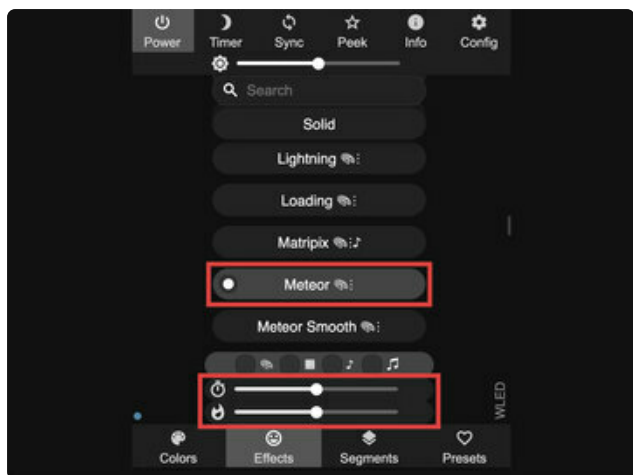 Power Timer Sync Peek Info Config
Search
Solid
Lightning
Loading
Matripix
Meteor
Meteor Smooth
WLED
Colors Effects Segments Presets